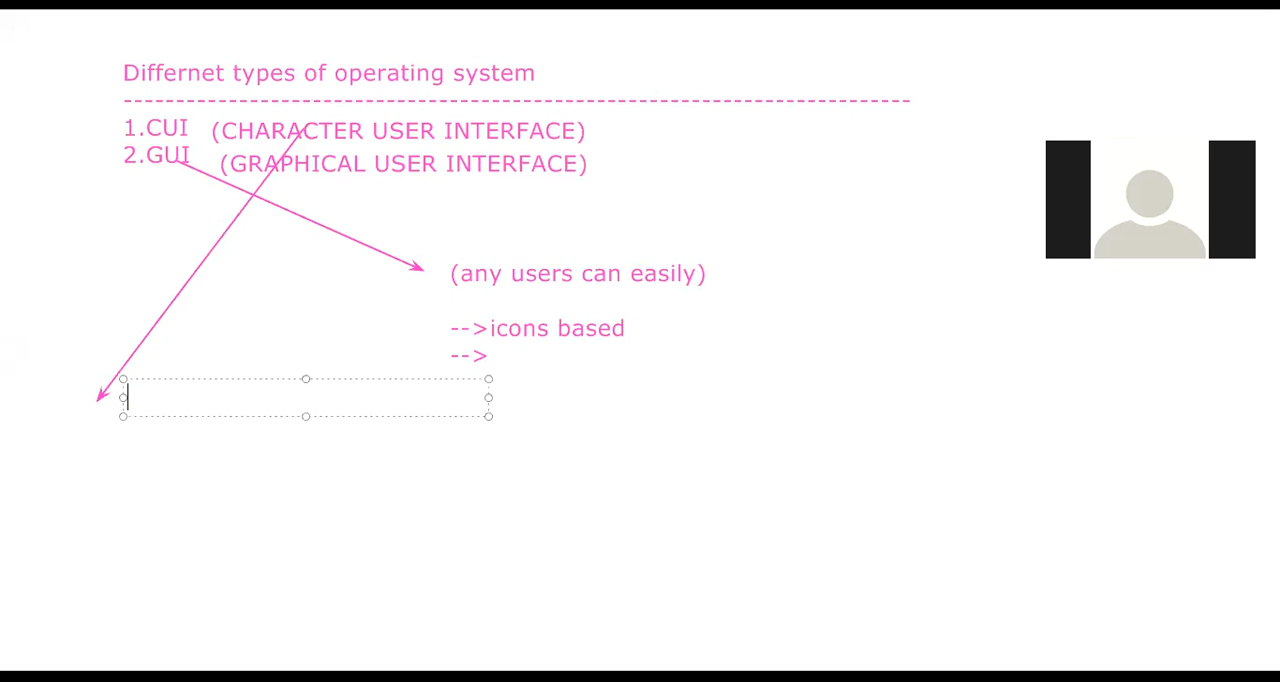 Differnet types of operating system
--------------------------------------------------------------------------
1.CUI (CHARACTER USER INTERFACE)
2.GUI (GRAPHICAL USER INTERFACE)
(any users can easily)
-->icons based
-->